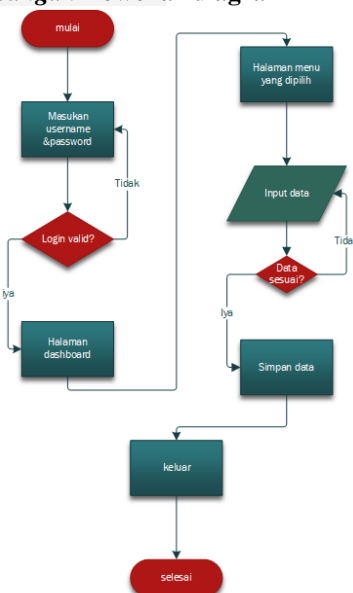 mulai
Masukan
username
&password
Tidak
Login valid?
iya
Halaman
dashboard
Halaman menu
yang dipilih
Input data
Tida
Data
sesuai?
Iya
Simpan data
keluar
selesai